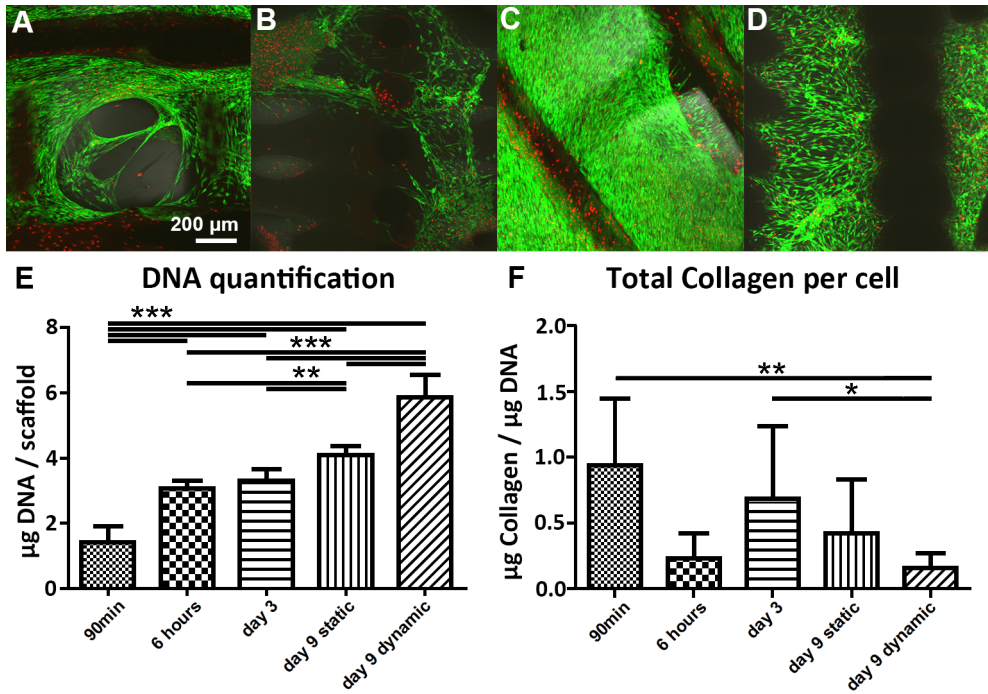 A
B
C
D
200 µm
E
DNA quantification
µg DNA / scaffold
8
6
4
2
0
***
***
**
90min
6 hours
day 3
day 9 static
day 9 dynamic
F
Total Collagen per cell
µg Collagen / µg DNA
2.0
1.5
1.0
0.5
0.0
**
*
90min
6 hours
day 3
day 9 static
day 9 dynamic